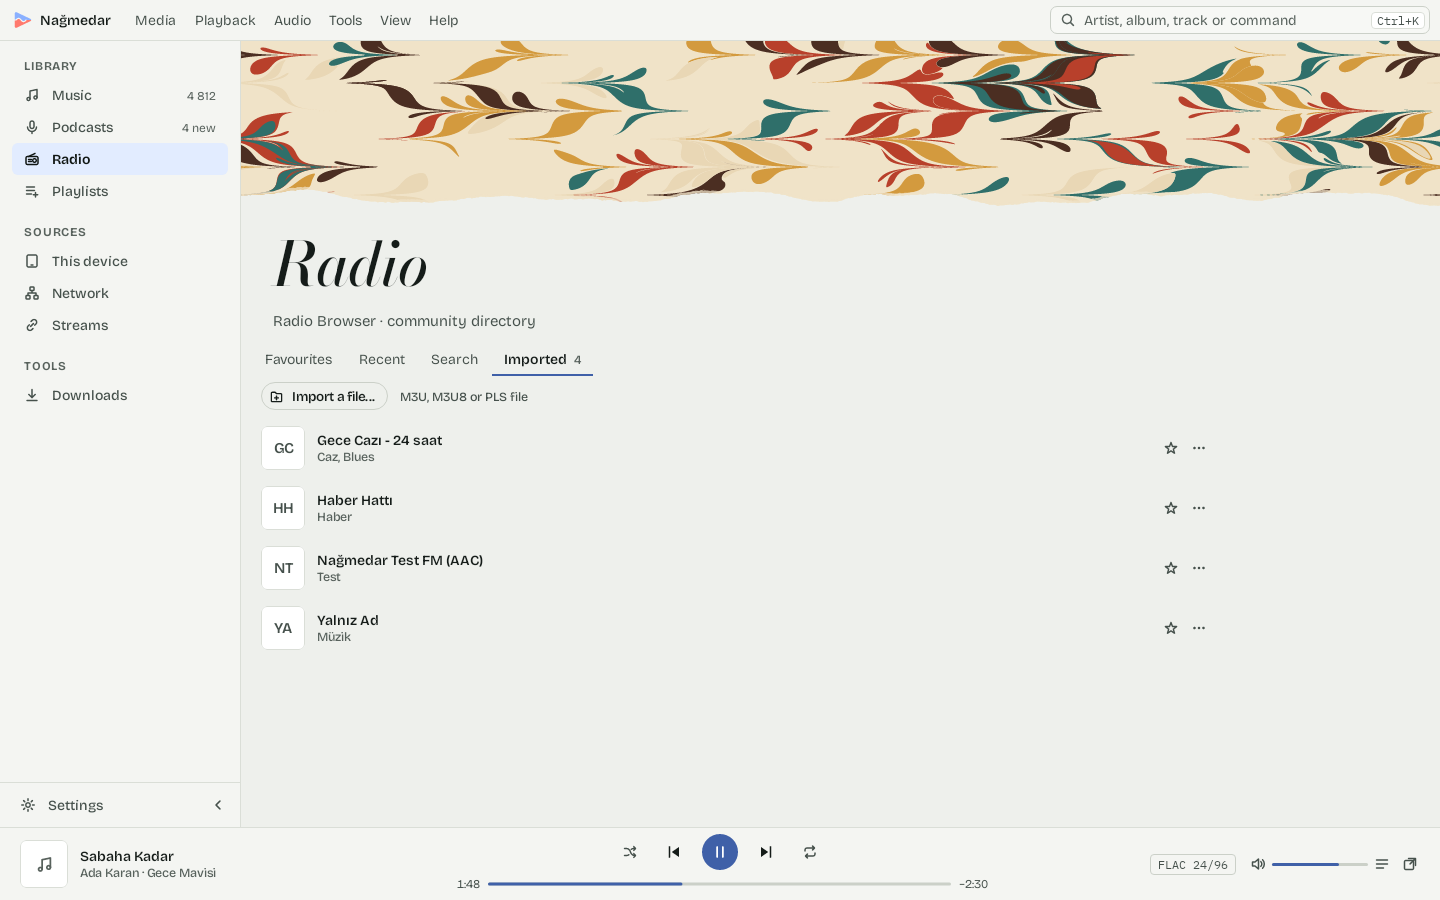 Nağmedar Media Playback Audio Tools View Help
Artist, album, track or command Ctrl+K
LIBRARY
Music 4 812
Podcasts 4 new
Radio
Playlists
SOURCES
This device
Network
Streams
TOOLS
Downloads
Settings
Radio
Radio Browser · community directory
Favourites Recent Search Imported 4
Import a file... M3U, M3U8 or PLS file
GC
Gece Cazı - 24 saat
Caz, Blues
HH
Haber Hattı
Haber
NT
Nağmedar Test FM (AAC)
Test
YA
Yalnız Ad
Müzik
Sabaha Kadar
Ada Karan · Gece Mavisi
1:48
−2:30
FLAC 24/96